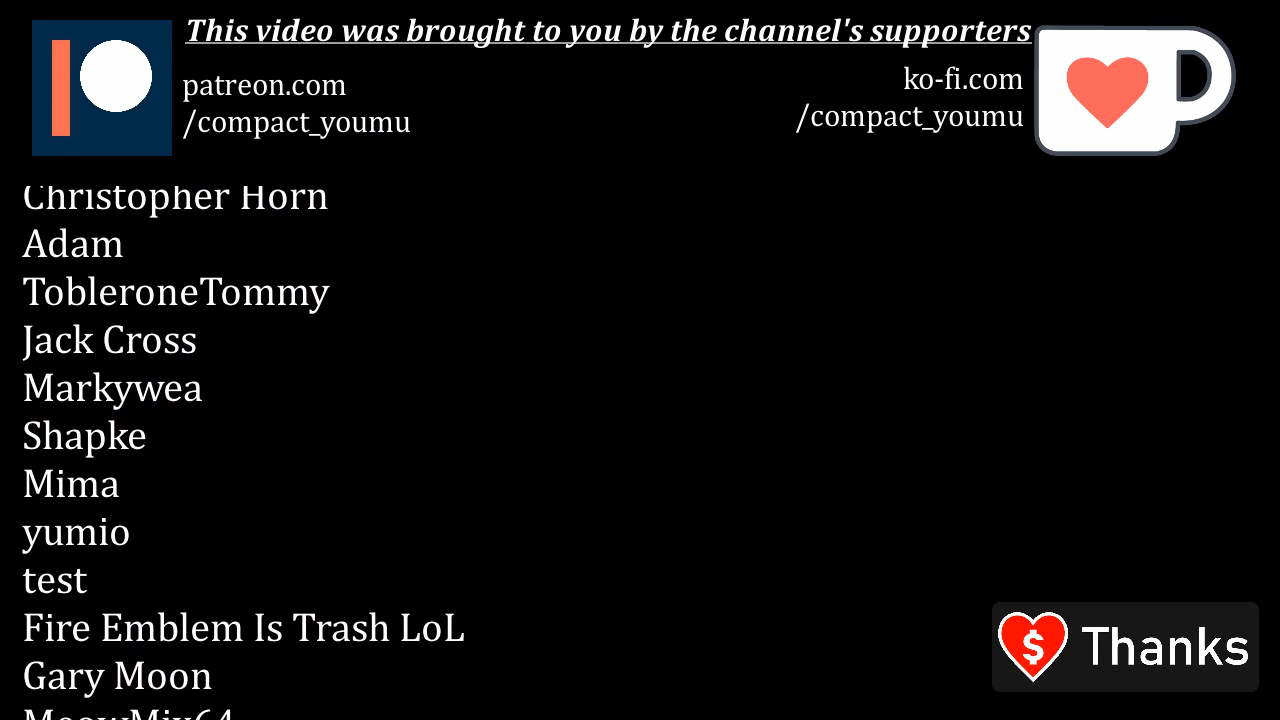 This video was brought to you by the channel's supporters
patreon.com
/compact_youmu
ko-fi.com
/compact_youmu
Christopher Horn
Adam
TobleroneTommy
Jack Cross
Markywea
Shapke
Mima
yumio
test
Fire Emblem Is Trash LoL
Gary Moon
MeowMix64
$ Thanks